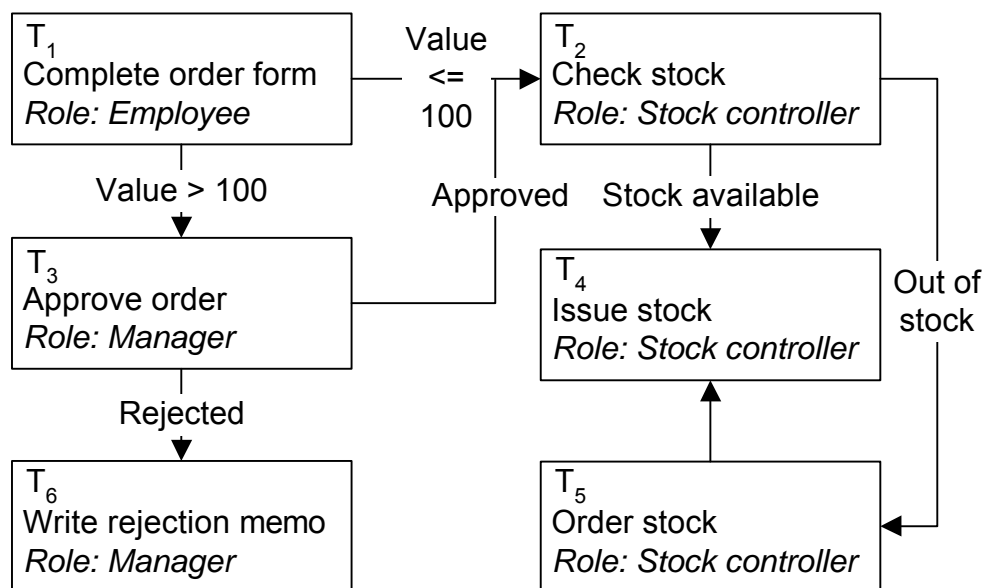 T1
Complete order form
Role: Employee
Value
<=
100
T2
Check stock
Role: Stock controller
Value > 100
Approved
Stock available
T3
Approve order
Role: Manager
T4
Issue stock
Role: Stock controller
Out of
stock
Rejected
T6
Write rejection memo
Role: Manager
T5
Order stock
Role: Stock controller